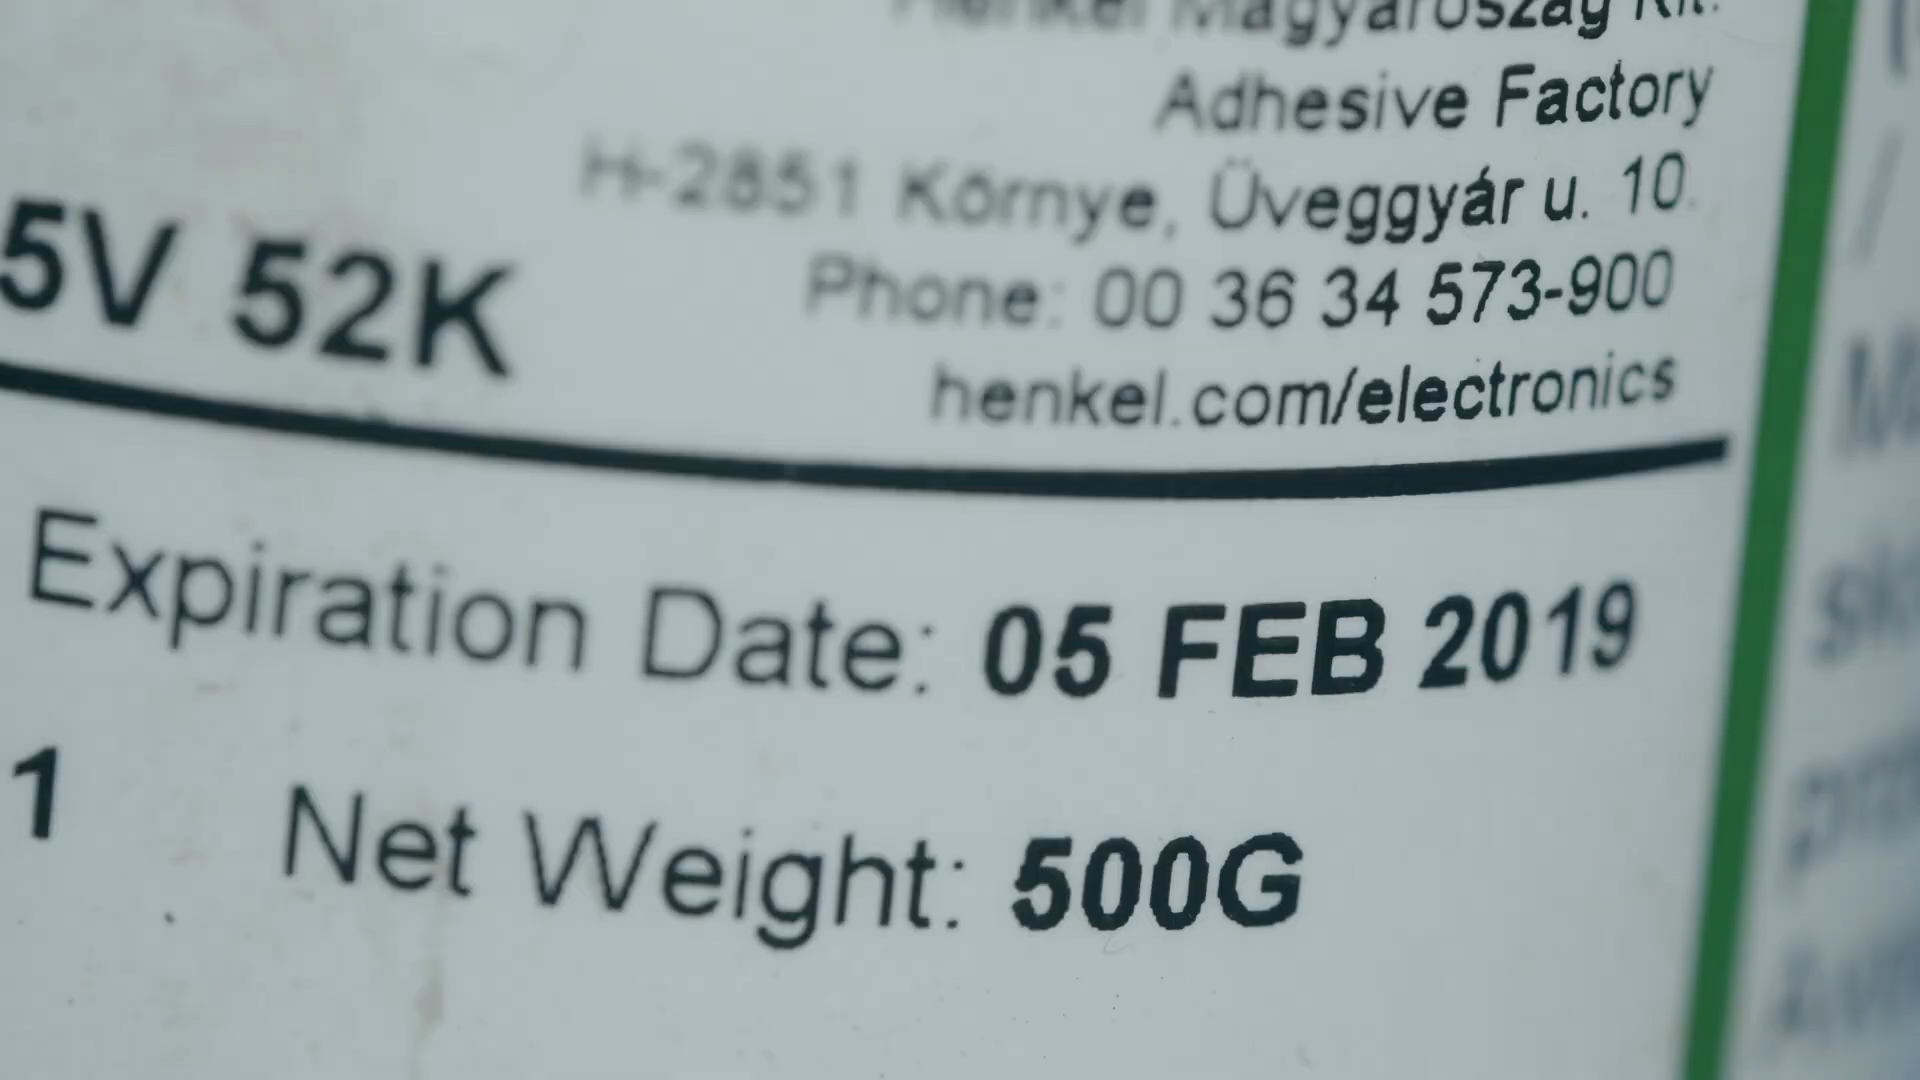 Henkel Magyarország Kft.
Adhesive Factory
H-2851 Környe, Üveggyár u. 10.
Phone: 00 36 34 573-900
henkel.com/electronics
5V 52K
Expiration Date: 05 FEB 2019
1 Net Weight: 500G